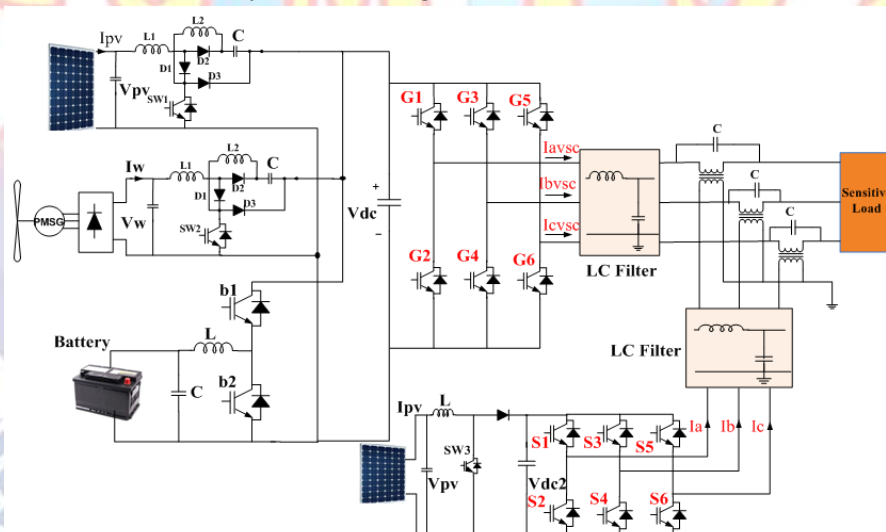 Ipv
L1
L2
C
D2
D1
D3
Vpv
SW1
L2
Iw
L1
C
D1
D2
D3
PMSG
Vw
SW2
Vdc
+
−
b1
Battery
L
C
b2
G1
G3
G5
G2
G4
G6
Iavsc
Ibvsc
Icvsc
LC Filter
C
C
C
Sensitive
Load
LC Filter
Ia
Ib
Ic
Ipv
L
SW3
Vpv
Vdc2
S1
S3
S5
S2
S4
S6